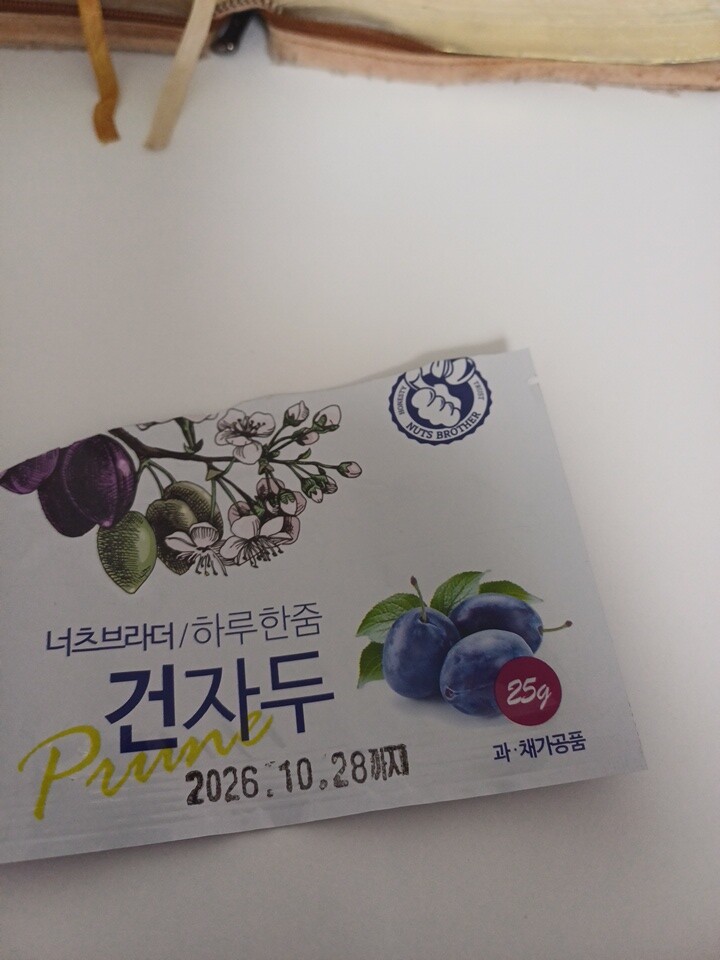 HONESTY TRUST
NUTS BROTHER
너츠브라더/하루한줌
건자두
Prune
25g
2026.10.28까지
과·채가공품